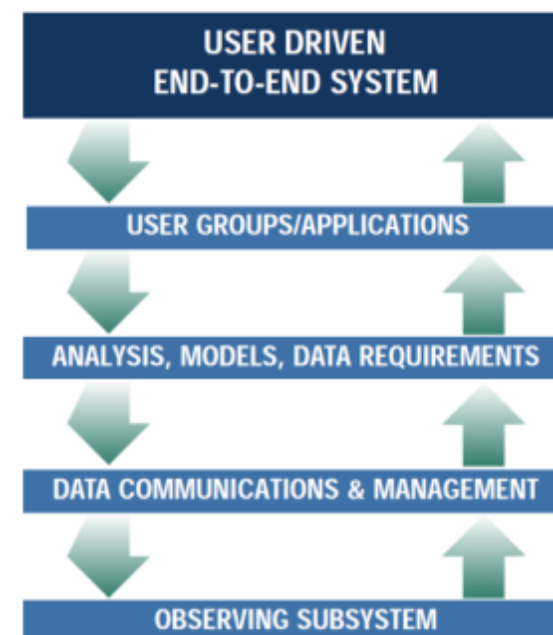 USER DRIVEN
END-TO-END SYSTEM
USER GROUPS/APPLICATIONS
ANALYSIS, MODELS, DATA REQUIREMENTS
DATA COMMUNICATIONS & MANAGEMENT
OBSERVING SUBSYSTEM